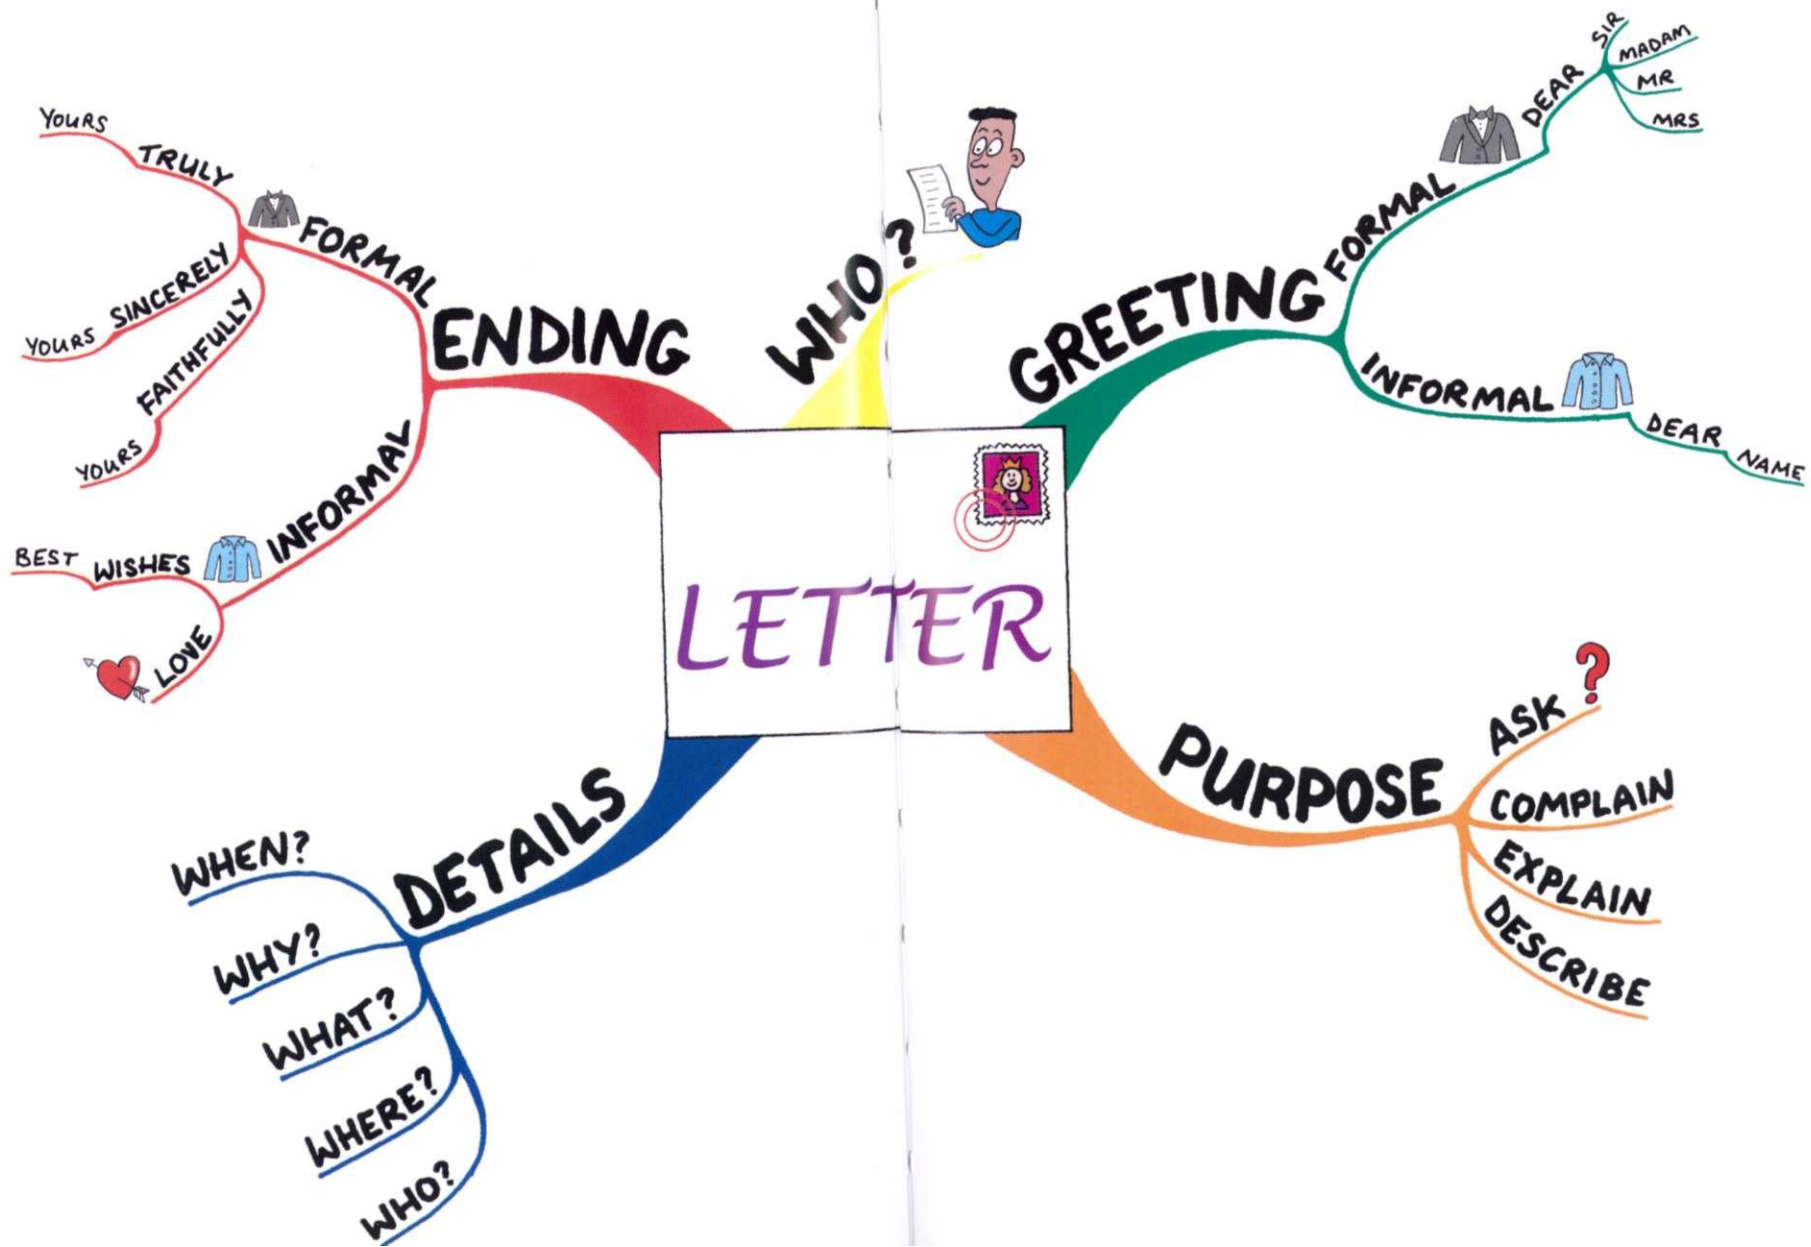 LETTER
WHO?
GREETING
FORMAL
DEAR
SIR
MADAM
MR
MRS
INFORMAL
DEAR
NAME
PURPOSE
ASK
?
COMPLAIN
EXPLAIN
DESCRIBE
DETAILS
WHEN?
WHY?
WHAT?
WHERE?
WHO?
ENDING
FORMAL
TRULY
YOURS
SINCERELY
YOURS
FAITHFULLY
YOURS
INFORMAL
WISHES
BEST
LOVE